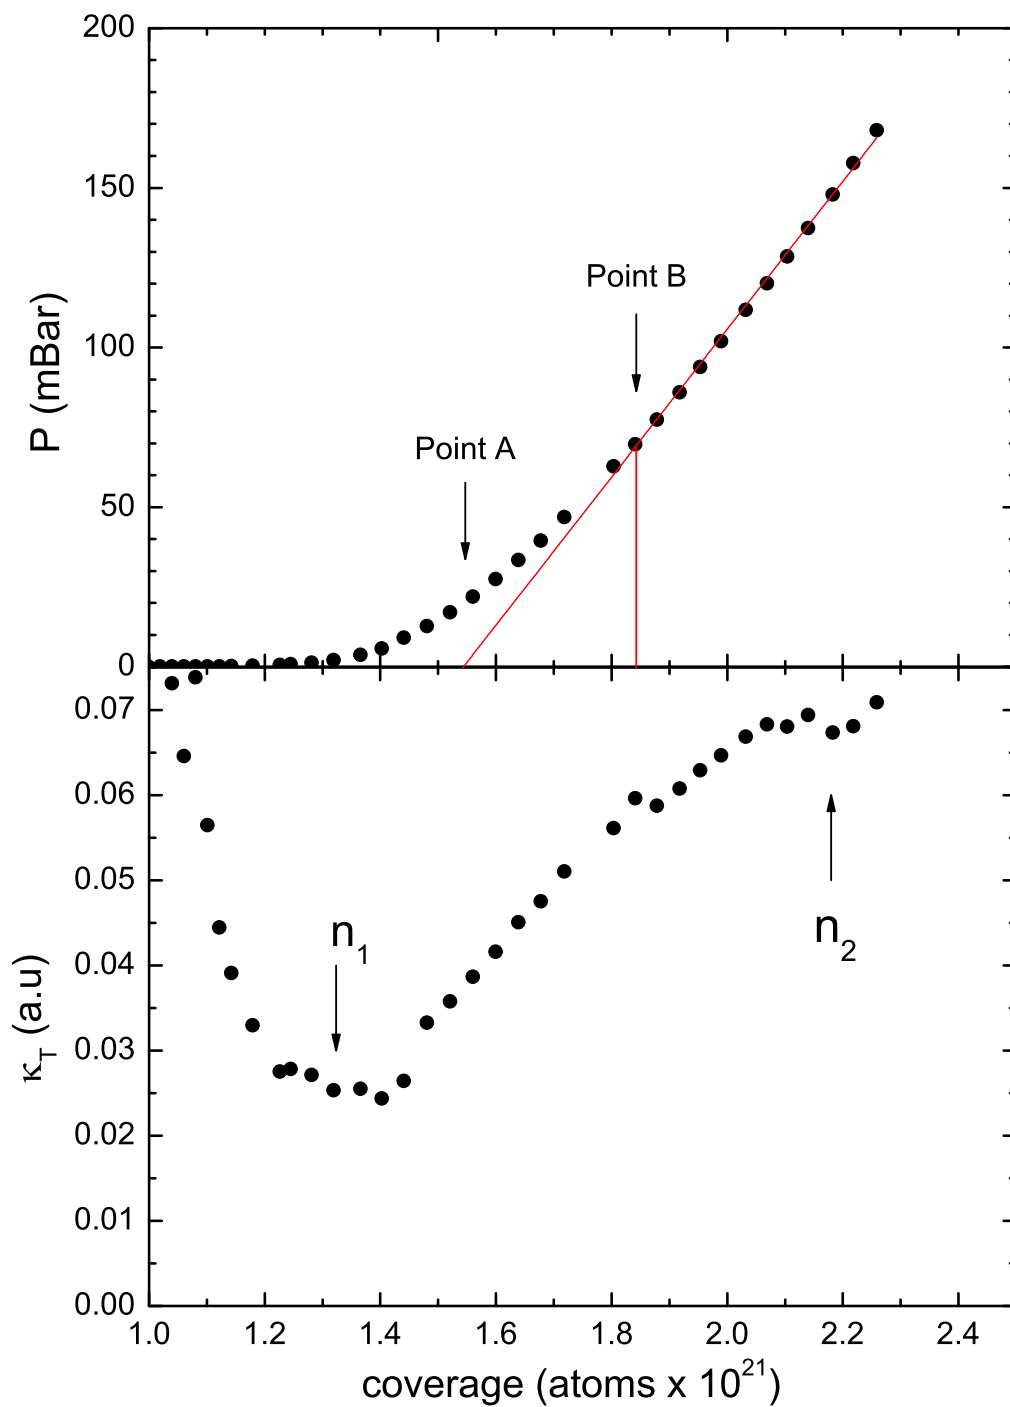 200
150
100
50
0
P (mBar)
Point A
Point B
0.07
0.06
0.05
0.04
0.03
0.02
0.01
0.00
κT (a.u)
n1
n2
1.0 1.2 1.4 1.6 1.8 2.0 2.2 2.4
coverage (atoms x 10^21)